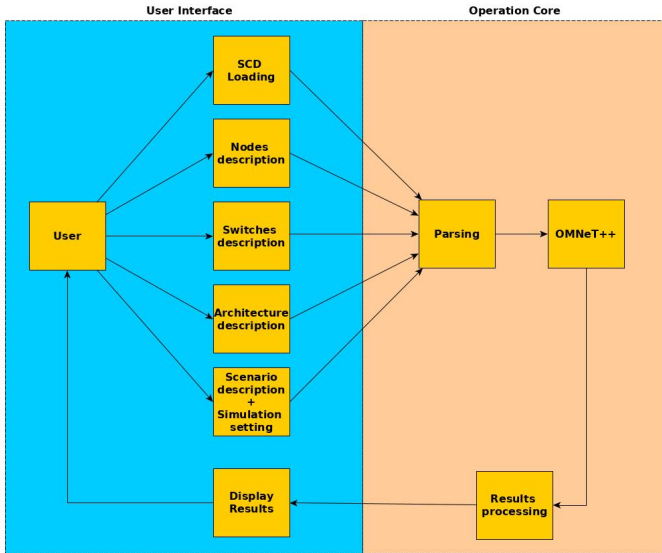 User Interface
Operation Core
SCD
Loading
Nodes
description
Switches
description
User
Parsing
OMNeT++
Architecture
description
Scenario
description
+
Simulation
setting
Display
Results
Results
processing